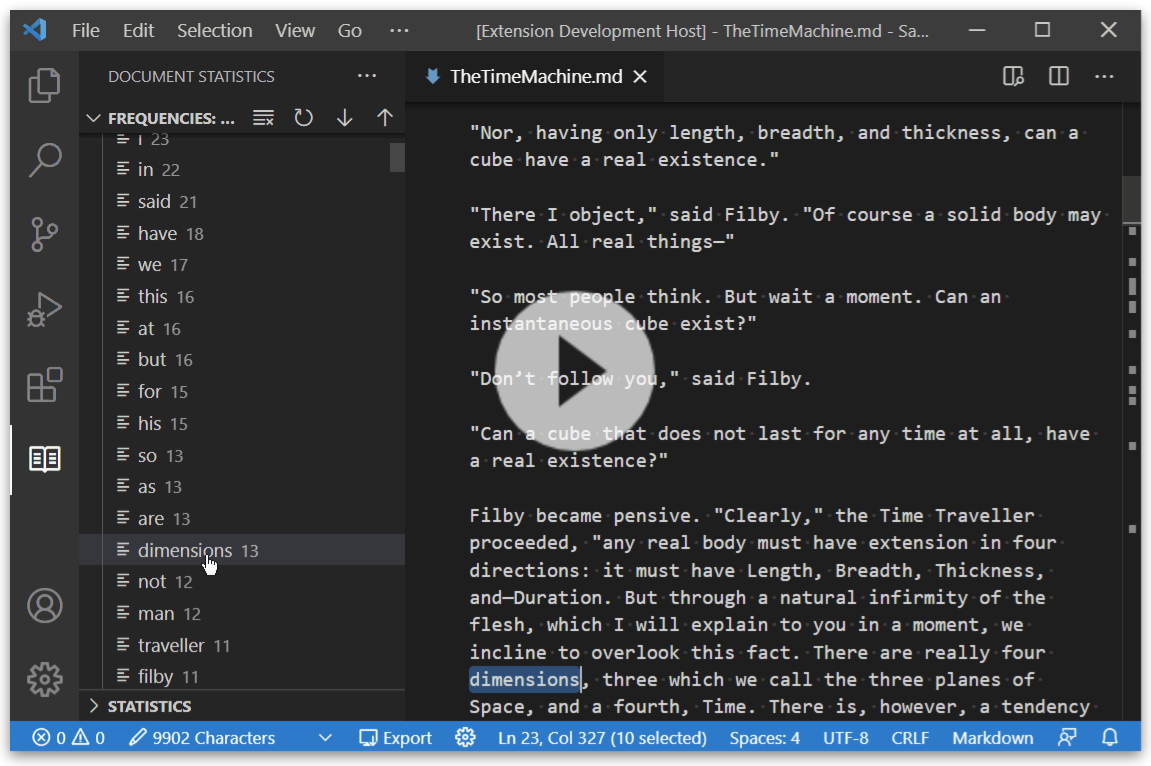 File Edit Selection View Go ··· [Extension Development Host] - TheTimeMachine.md - Sa...
DOCUMENT STATISTICS ···
FREQUENCIES: ...
i 23
in 22
said 21
have 18
we 17
this 16
at 16
but 16
for 15
his 15
so 13
as 13
are 13
dimensions 13
not 12
man 12
traveller 11
filby 11
STATISTICS
TheTimeMachine.md
"Nor, having only length, breadth, and thickness, can a
cube have a real existence."
"There I object," said Filby. "Of course a solid body may
exist. All real things—"
"So most people think. But wait a moment. Can an
instantaneous cube exist?"
"Don’t follow you," said Filby.
"Can a cube that does not last for any time at all, have
a real existence?"
Filby became pensive. "Clearly," the Time Traveller
proceeded, "any real body must have extension in four
directions: it must have Length, Breadth, Thickness,
and—Duration. But through a natural infirmity of the
flesh, which I will explain to you in a moment, we
incline to overlook this fact. There are really four
dimensions, three which we call the three planes of
Space, and a fourth, Time. There is, however, a tendency
0 0 9902 Characters Export Ln 23, Col 327 (10 selected) Spaces: 4 UTF-8 CRLF Markdown